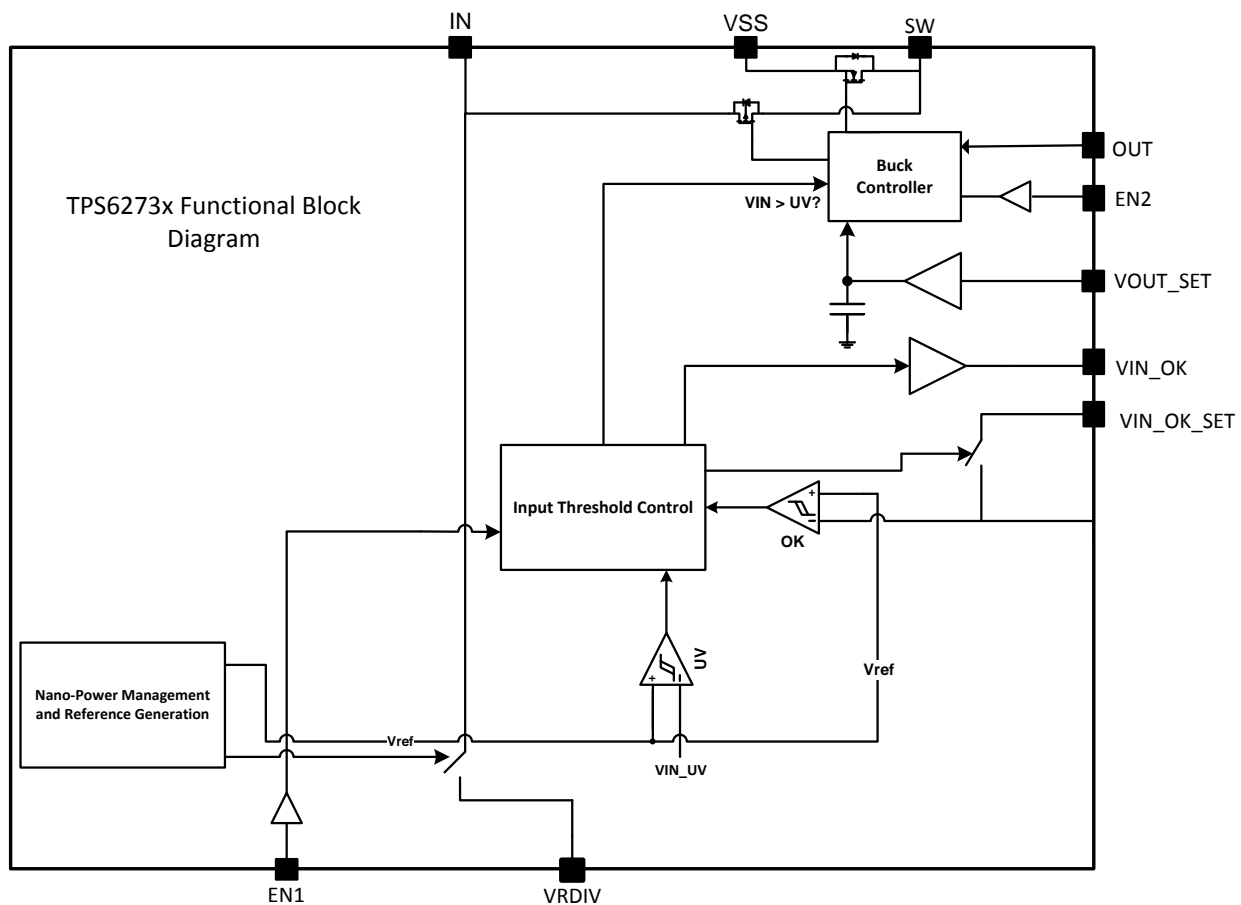 IN
VSS
SW
TPS6273x Functional Block
Diagram
Buck
Controller
OUT
EN2
VIN > UV?
VOUT_SET
VIN_OK
VIN_OK_SET
Input Threshold Control
+
-
OK
UV
+
-
Vref
Nano-Power Management
and Reference Generation
Vref
VIN_UV
EN1
VRDIV